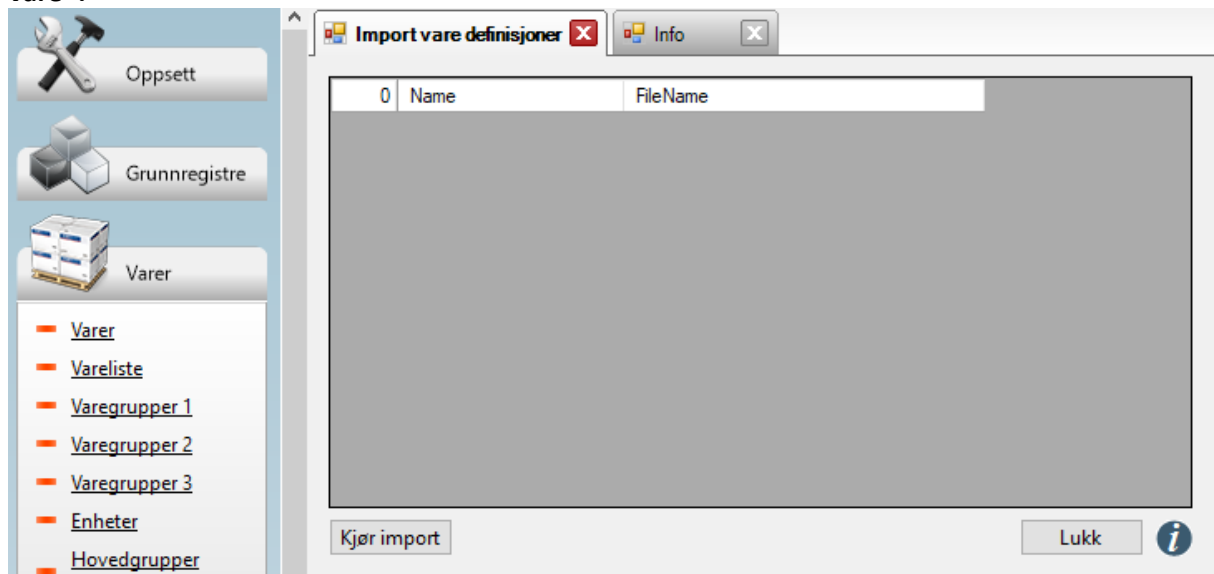 Import vare definisjoner
Info
Oppsett
0 Name FileName
Grunnregistre
Varer
Varer
Vareliste
Varegrupper 1
Varegrupper 2
Varegrupper 3
Enheter
Hovedgrupper
Kjør import
Lukk